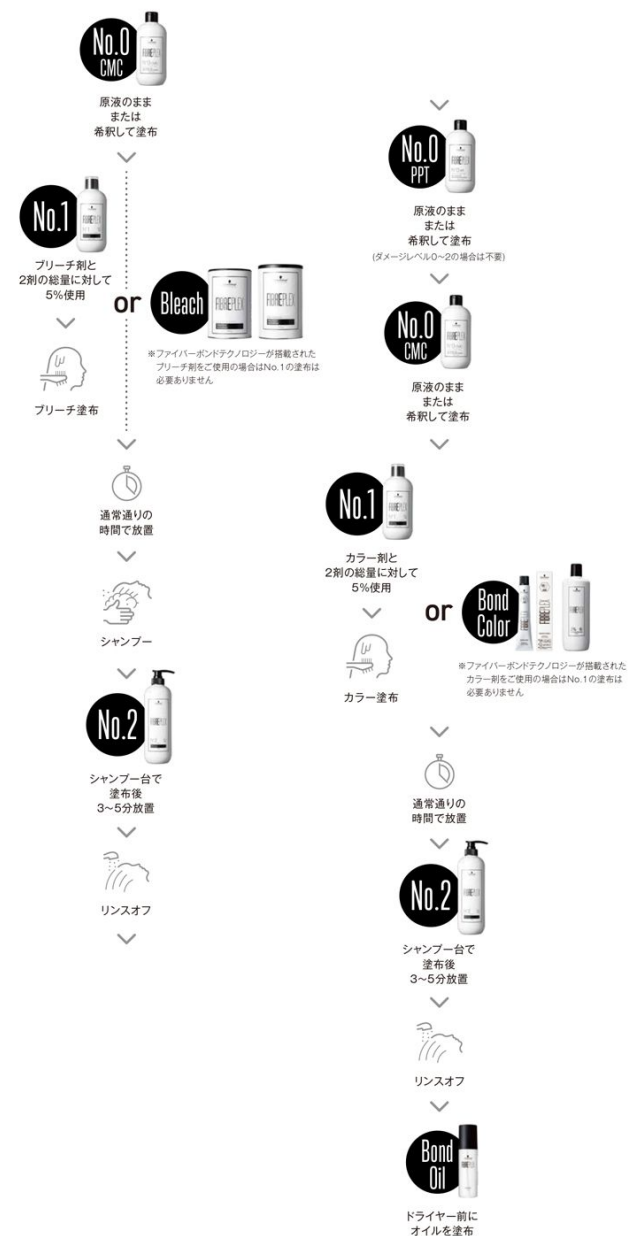 No.0
CMC
FIBREPLEX
原液のまま
または
希釈して塗布
No.1
FIBREPLEX
ブリーチ剤と
2剤の総量に対して
5%使用
ブリーチ塗布
or
Bleach
FIBREPLEX
FIBREPLEX
※ファイバーボンドテクノロジーが搭載された
ブリーチ剤をご使用の場合はNo.1の塗布は
必要ありません
通常通りの
時間で放置
シャンプー
No.2
FIBREPLEX
シャンプー台で
塗布後
3〜5分放置
リンスオフ
No.0
PPT
FIBREPLEX
原液のまま
または
希釈して塗布
(ダメージレベル0〜2の場合は不要)
No.0
CMC
FIBREPLEX
原液のまま
または
希釈して塗布
No.1
FIBREPLEX
カラー剤と
2剤の総量に対して
5%使用
カラー塗布
or
Bond
Color
FIBREPLEX
FIBREPLEX
FIBREPLEX
※ファイバーボンドテクノロジーが搭載された
カラー剤をご使用の場合はNo.1の塗布は
必要ありません
通常通りの
時間で放置
No.2
FIBREPLEX
シャンプー台で
塗布後
3〜5分放置
リンスオフ
Bond
Oil
FIBREPLEX
ドライヤー前に
オイルを塗布